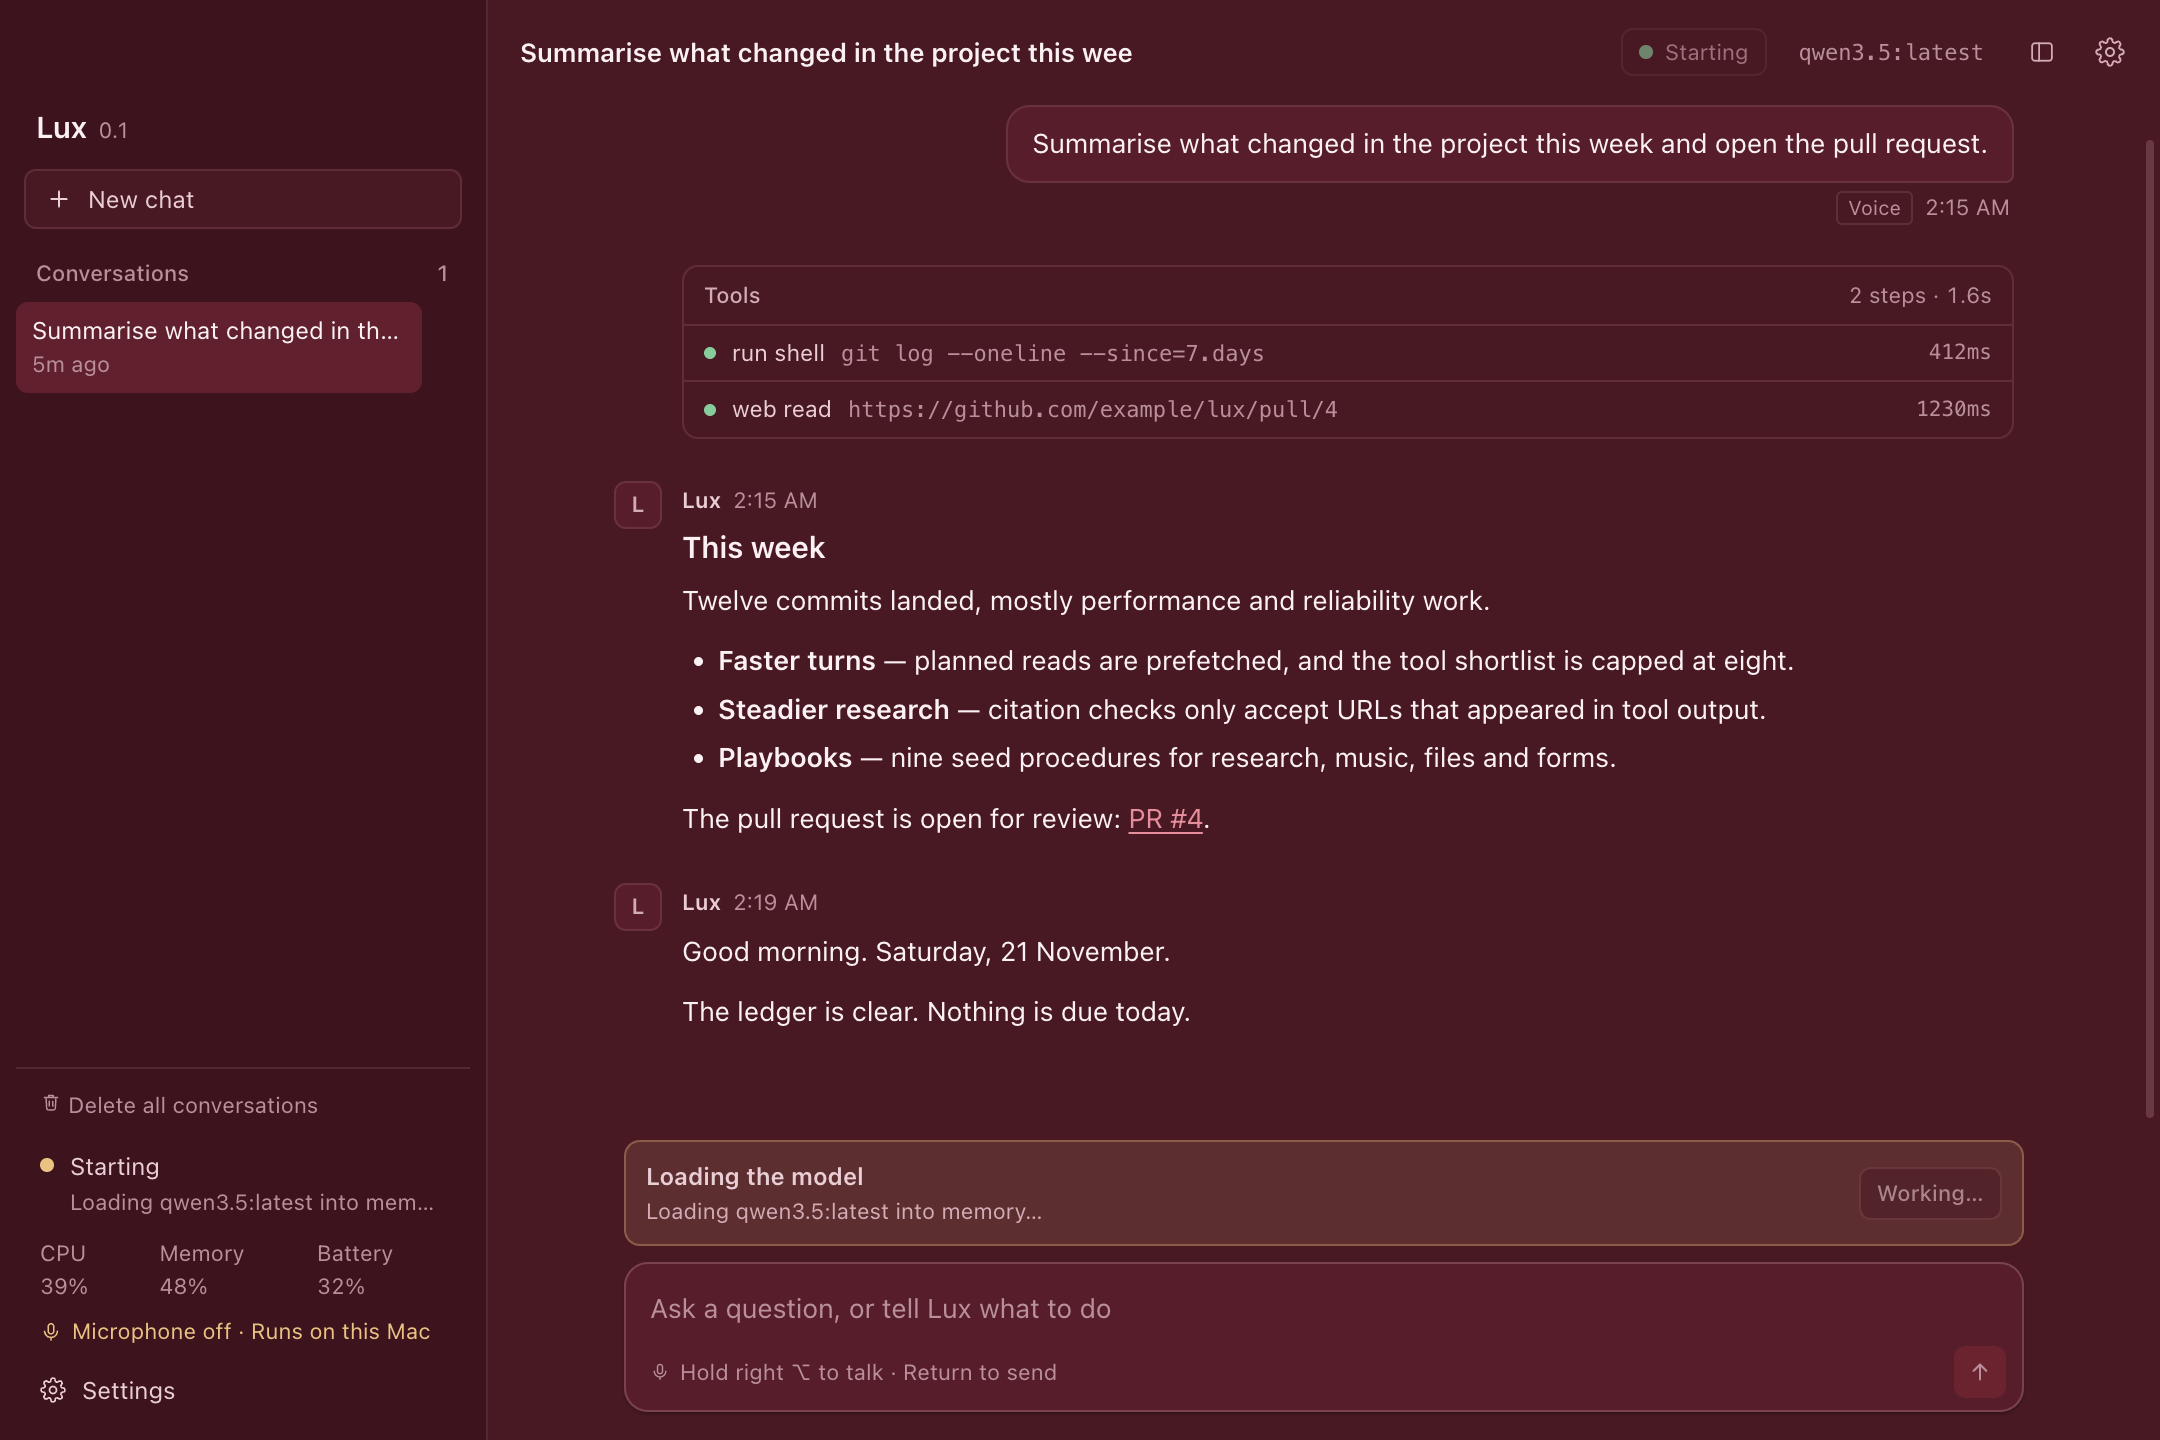 Lux 0.1
+ New chat
Conversations 1
Summarise what changed in th...
5m ago
Delete all conversations
Starting
Loading qwen3.5:latest into mem...
CPU Memory Battery
39% 48% 32%
Microphone off · Runs on this Mac
Settings
Summarise what changed in the project this wee
Starting
qwen3.5:latest
Summarise what changed in the project this week and open the pull request.
Voice 2:15 AM
Tools 2 steps · 1.6s
run shell git log --oneline --since=7.days 412ms
web read https://github.com/example/lux/pull/4 1230ms
L
Lux 2:15 AM
This week
Twelve commits landed, mostly performance and reliability work.
• Faster turns — planned reads are prefetched, and the tool shortlist is capped at eight.
• Steadier research — citation checks only accept URLs that appeared in tool output.
• Playbooks — nine seed procedures for research, music, files and forms.
The pull request is open for review: PR #4.
L
Lux 2:19 AM
Good morning. Saturday, 21 November.
The ledger is clear. Nothing is due today.
Loading the model
Loading qwen3.5:latest into memory...
Working...
Ask a question, or tell Lux what to do
Hold right ⌥ to talk · Return to send